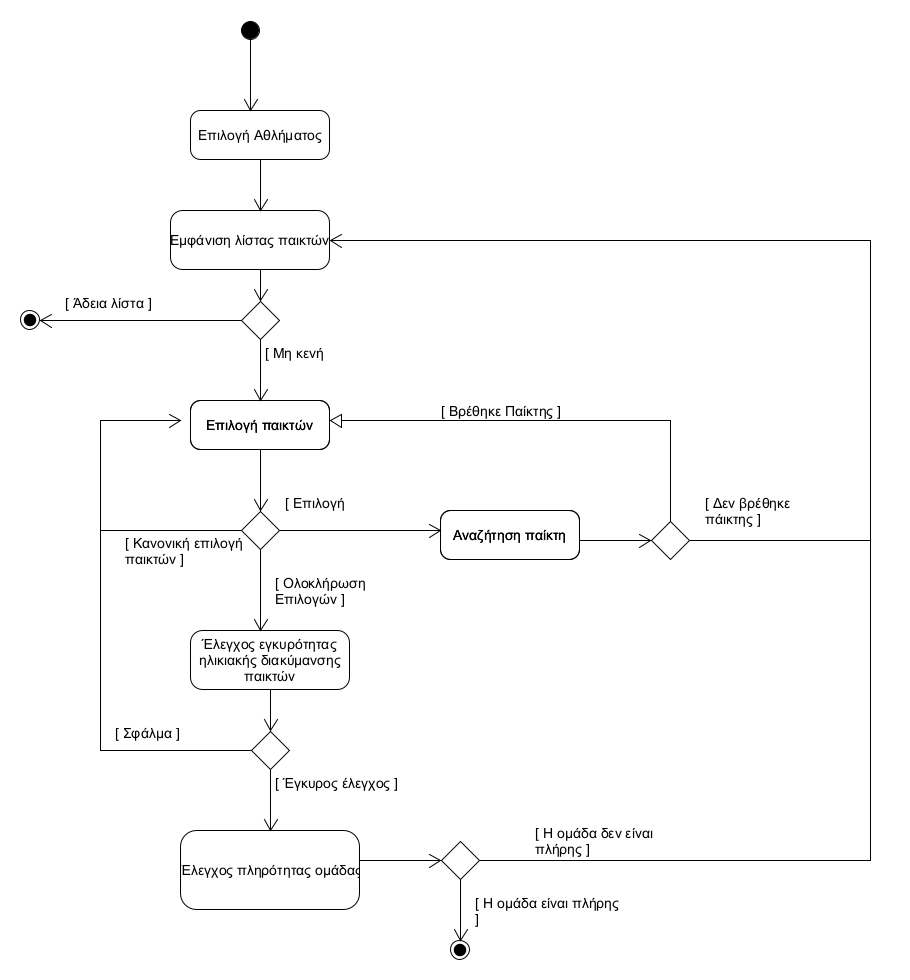 Επιλογή Αθλήματος
Εμφάνιση λίστας παικτών
[ Άδεια λίστα ]
[ Μη κενή
[ Βρέθηκε Παίκτης ]
Επιλογή παικτών
[ Επιλογή
[ Δεν βρέθηκε
πάικτης ]
Αναζήτηση παίκτη
[ Κανονική επιλογή
παικτών ]
[ Ολοκλήρωση
Επιλογών ]
Έλεγχος εγκυρότητας
ηλικιακής διακύμανσης
παικτών
[ Σφάλμα ]
[ Έγκυρος έλεγχος ]
[ Η ομάδα δεν είναι
πλήρης ]
Έλεγχος πληρότητας ομάδας
[ Η ομάδα είναι πλήρης
]